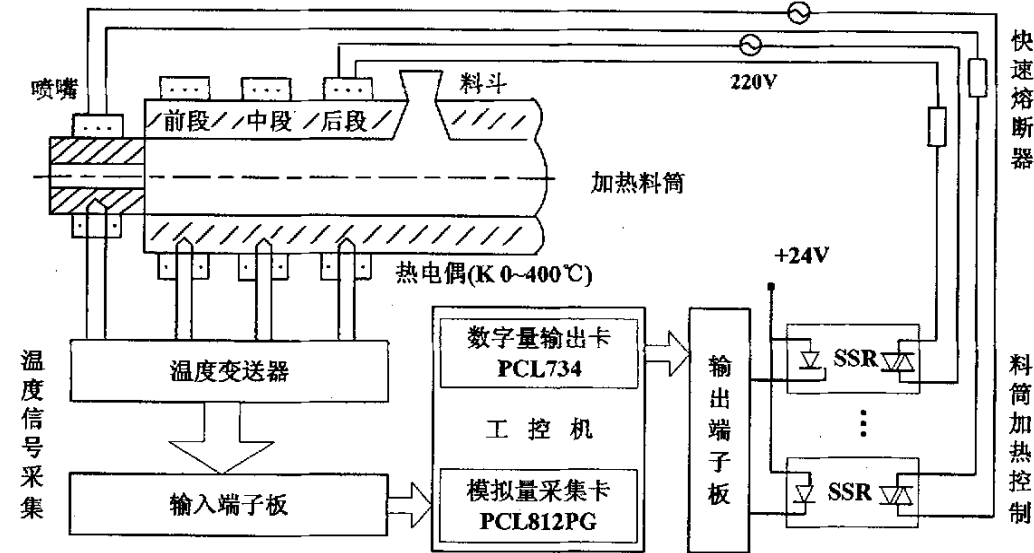 喷嘴
前段
中段
后段
料斗
220V
快速熔断器
加热料筒
热电偶(K 0~400℃)
+24V
温度信号采集
温度变送器
输入端子板
数字量输出卡
PCL734
工 控 机
模拟量采集卡
PCL812PG
输出端子板
SSR
SSR
料筒加热控制